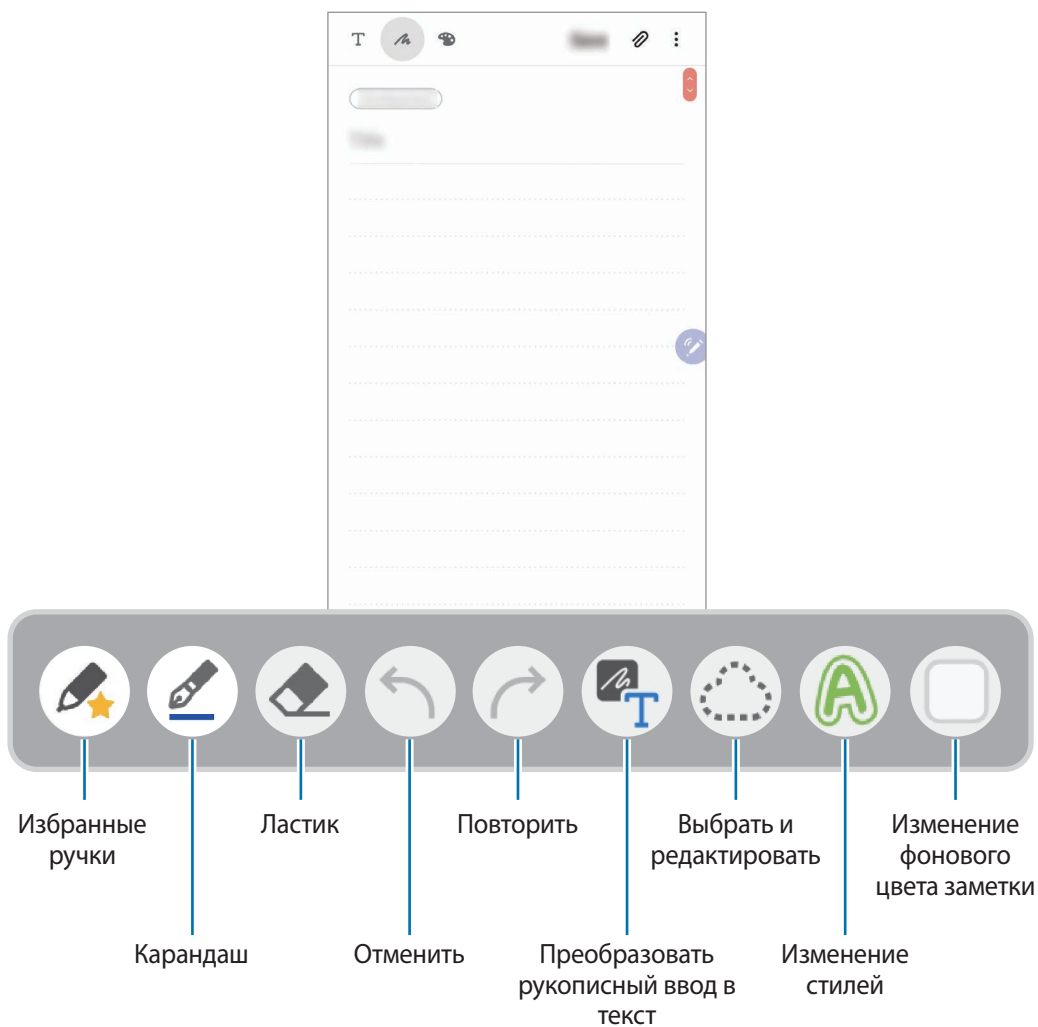 T
Избранные
ручки
Ластик
Повторить
Выбрать и
редактировать
Изменение
фонового
цвета заметки
Карандаш
Отменить
Преобразовать
рукописный ввод в
текст
Изменение
стилей